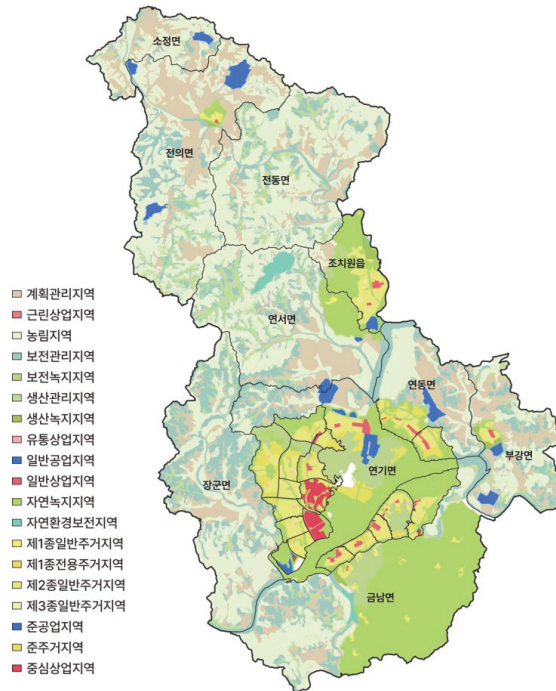 소정면
전의면
전동면
조치원읍
연서면
연동면
부강면
연기면
장군면
금남면
계획관리지역
근린상업지역
농림지역
보전관리지역
보전녹지지역
생산관리지역
생산녹지지역
유통상업지역
일반공업지역
일반상업지역
자연녹지지역
자연환경보전지역
제1종일반주거지역
제1종전용주거지역
제2종일반주거지역
제3종일반주거지역
준공업지역
준주거지역
중심상업지역